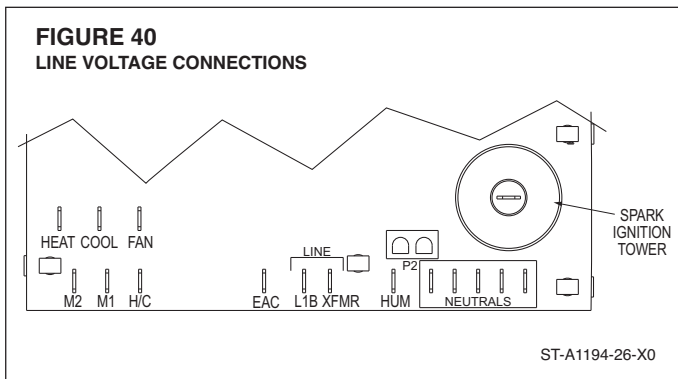 FIGURE 40
LINE VOLTAGE CONNECTIONS
SPARK
IGNITION
TOWER
HEAT COOL FAN
LINE
P2
M2 M1 H/C EAC L1B XFMR HUM NEUTRALS
ST-A1194-26-X0